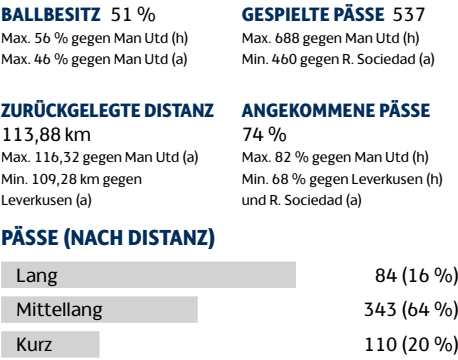 BALLBESITZ 51 %
Max. 56 % gegen Man Utd (h)
Max. 46 % gegen Man Utd (a)
GESPIELTE PÄSSE 537
Max. 688 gegen Man Utd (h)
Min. 460 gegen R. Sociedad (a)
ZURÜCKGELEGTE DISTANZ
113,88 km
Max. 116,32 gegen Man Utd (a)
Min. 109,28 km gegen
Leverkusen (a)
ANGEKOMMENE PÄSSE
74 %
Max. 82 % gegen Man Utd (h)
Min. 68 % gegen Leverkusen (h)
und R. Sociedad (a)
PÄSSE (NACH DISTANZ)
Lang 84 (16 %)
Mittellang 343 (64 %)
Kurz 110 (20 %)